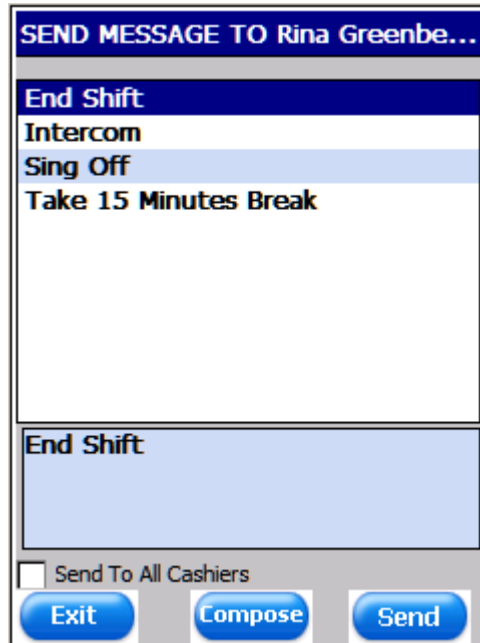 SEND MESSAGE TO Rina Greenbe...
End Shift
Intercom
Sing Off
Take 15 Minutes Break
End Shift
Send To All Cashiers
Exit Compose Send